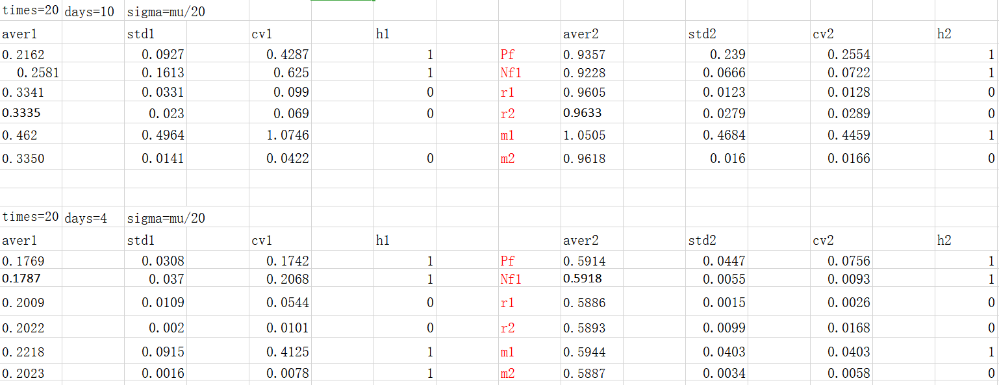 times=20 days=10 sigma=mu/20
aver1 std1 cv1 h1 aver2 std2 cv2 h2
0.2162 0.0927 0.4287 1 Pf 0.9357 0.239 0.2554 1
0.2581 0.1613 0.625 1 Nf1 0.9228 0.0666 0.0722 1
0.3341 0.0331 0.099 0 r1 0.9605 0.0123 0.0128 0
0.3335 0.023 0.069 0 r2 0.9633 0.0279 0.0289 0
0.462 0.4964 1.0746 m1 1.0505 0.4684 0.4459 1
0.3350 0.0141 0.0422 0 m2 0.9618 0.016 0.0166 0
times=20 days=4 sigma=mu/20
aver1 std1 cv1 h1 aver2 std2 cv2 h2
0.1769 0.0308 0.1742 1 Pf 0.5914 0.0447 0.0756 1
0.1787 0.037 0.2068 1 Nf1 0.5918 0.0055 0.0093 1
0.2009 0.0109 0.0544 0 r1 0.5886 0.0015 0.0026 0
0.2022 0.002 0.0101 0 r2 0.5893 0.0099 0.0168 0
0.2218 0.0915 0.4125 1 m1 0.5944 0.0403 0.0403 1
0.2023 0.0016 0.0078 1 m2 0.5887 0.0034 0.0058 0